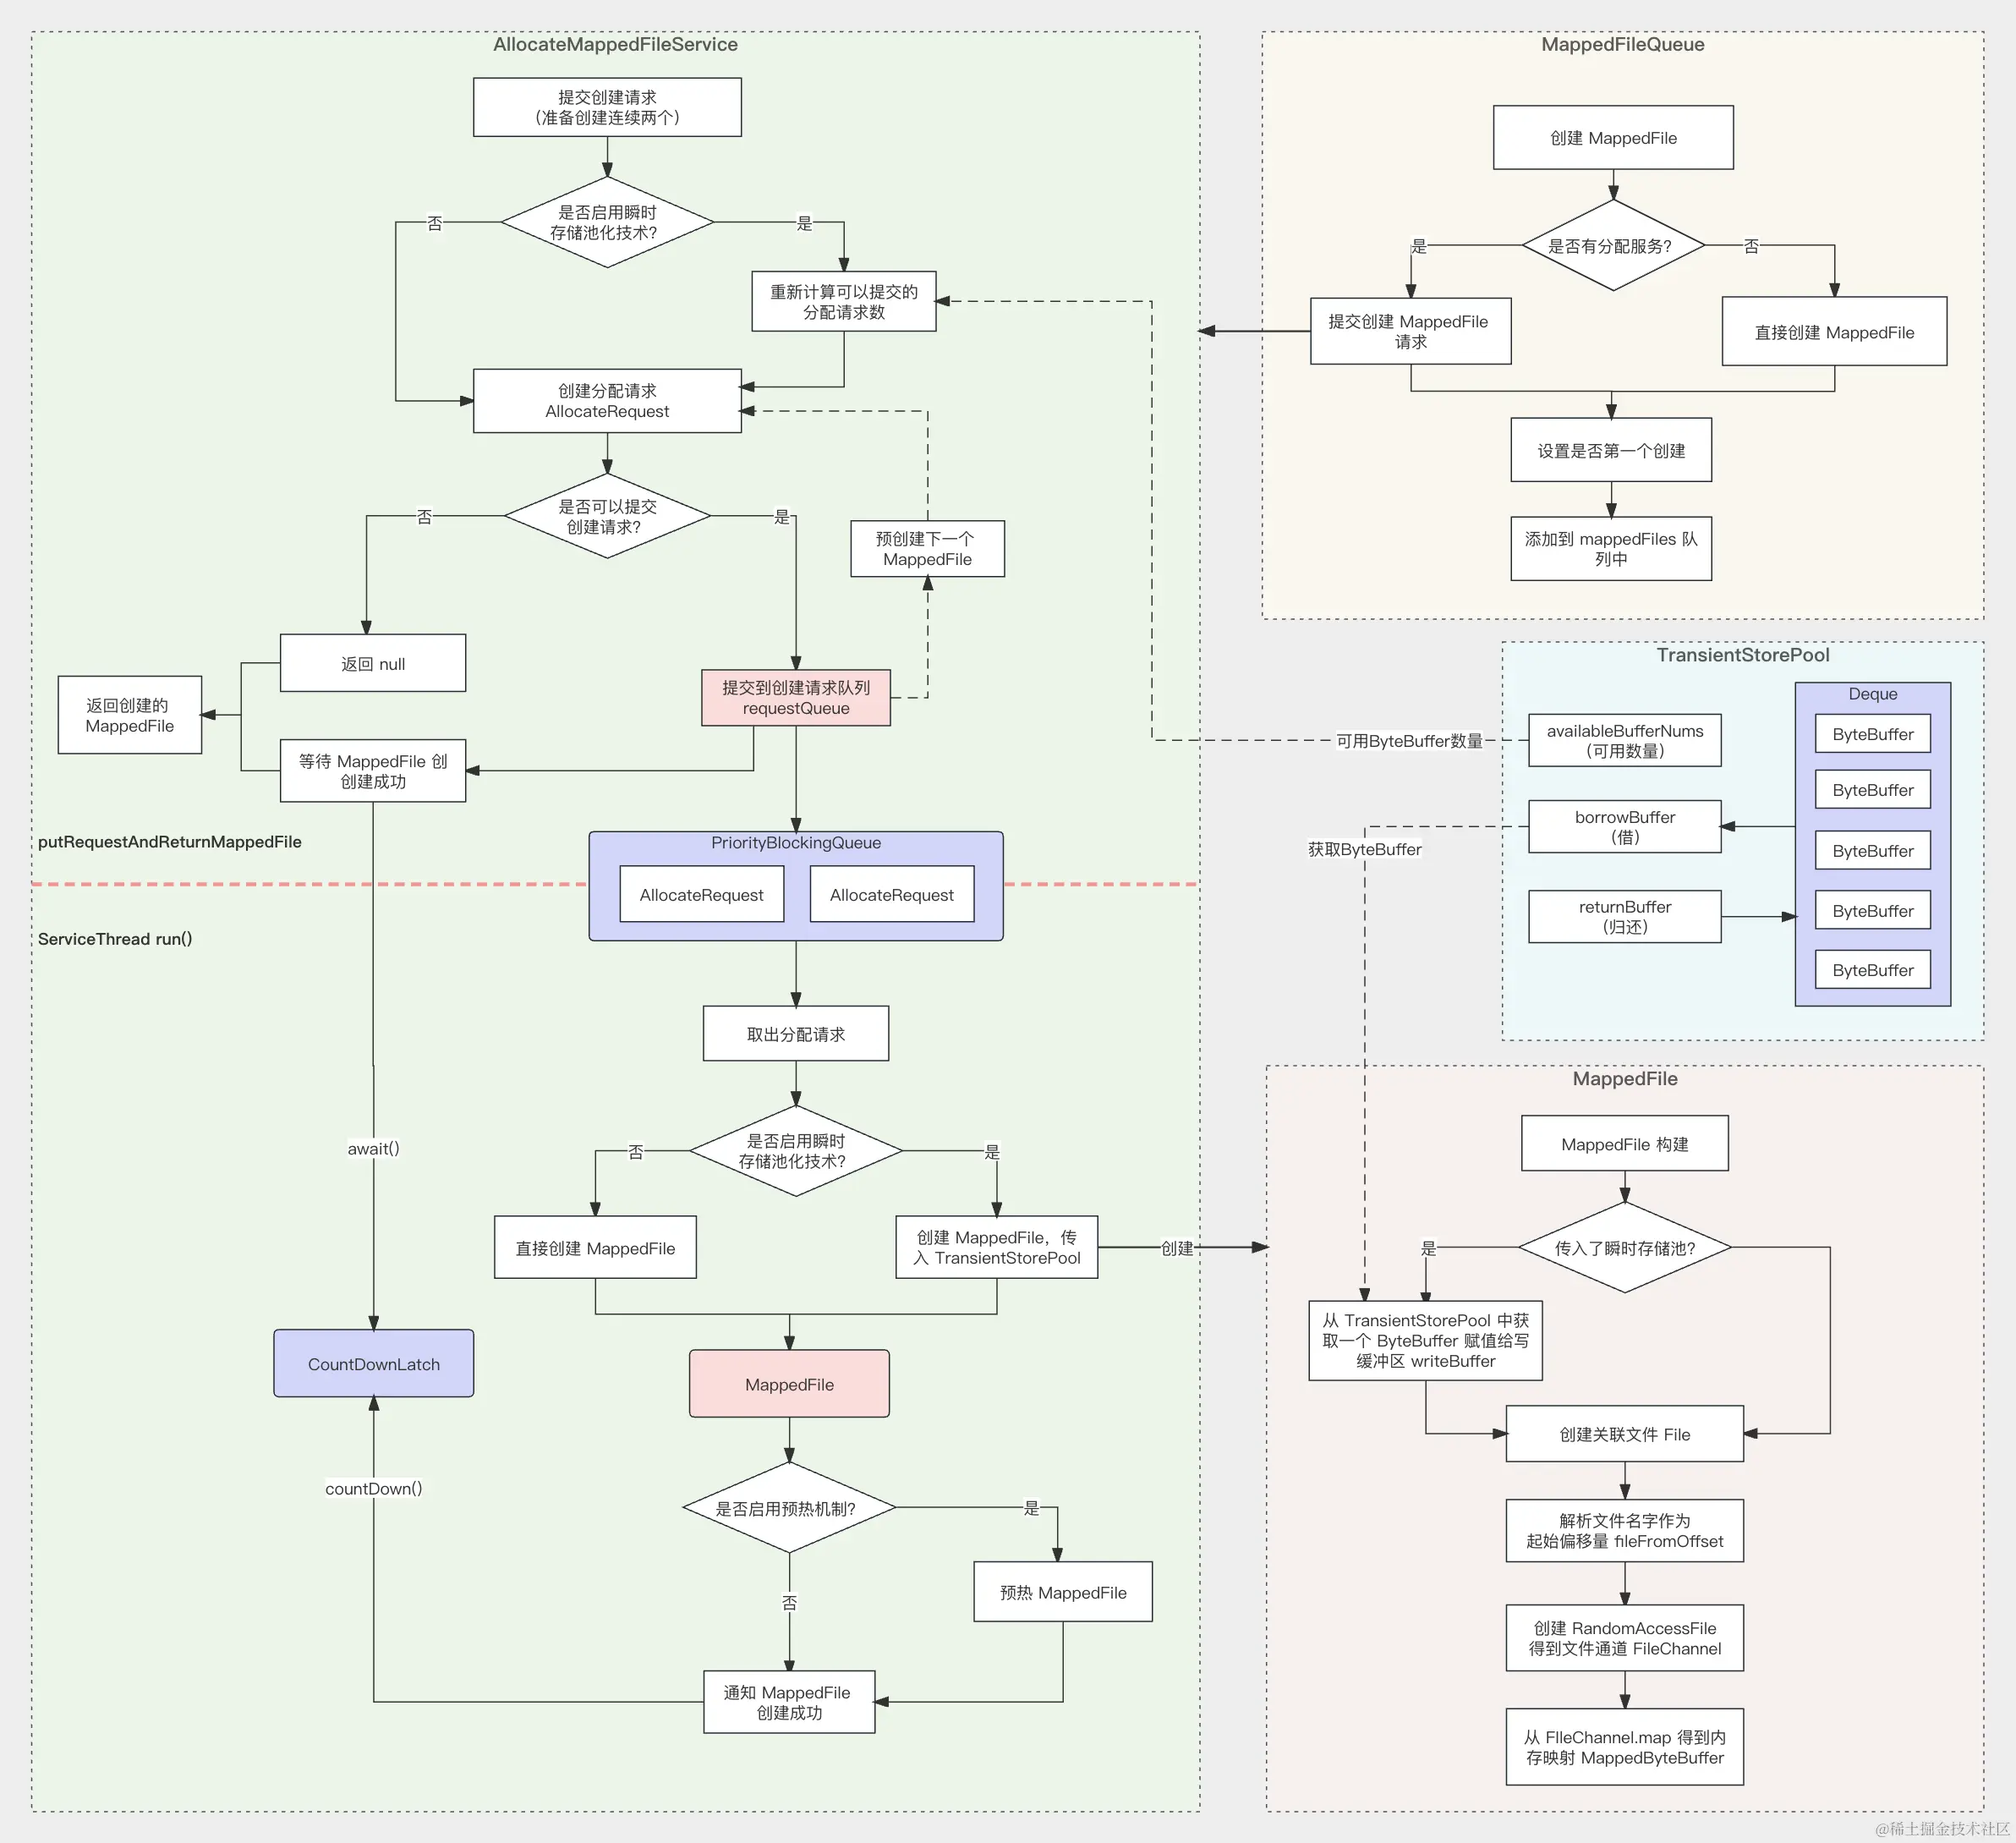 AllocateMappedFileService
提交创建请求
（准备创建连续两个）
是否启用瞬时
存储池化技术？
否
是
重新计算可以提交的
分配请求数
创建分配请求
AllocateRequest
是否可以提交
创建请求？
否
是
预创建下一个
MappedFile
返回 null
返回创建的
MappedFile
提交到创建请求队列
requestQueue
等待 MappedFile 创
创建成功
putRequestAndReturnMappedFile
PriorityBlockingQueue
AllocateRequest
AllocateRequest
ServiceThread run()
取出分配请求
是否启用瞬时
存储池化技术？
否
是
await()
直接创建 MappedFile
创建 MappedFile，传
入 TransientStorePool
创建
CountDownLatch
MappedFile
countDown()
是否启用预热机制？
是
否
预热 MappedFile
通知 MappedFile
创建成功
MappedFileQueue
创建 MappedFile
是否有分配服务？
是
否
提交创建 MappedFile
请求
直接创建 MappedFile
设置是否第一个创建
添加到 mappedFiles 队
列中
TransientStorePool
Deque
ByteBuffer
ByteBuffer
ByteBuffer
ByteBuffer
ByteBuffer
availableBufferNums
（可用数量）
可用ByteBuffer数量
borrowBuffer
（借）
获取ByteBuffer
returnBuffer
（归还）
MappedFile
MappedFile 构建
传入了瞬时存储池？
是
从 TransientStorePool 中获
取一个 ByteBuffer 赋值给写
缓冲区 writeBuffer
创建关联文件 File
解析文件名字作为
起始偏移量 fileFromOffset
创建 RandomAccessFile
得到文件通道 FileChannel
从 FIleChannel.map 得到内
存映射 MappedByteBuffer
@稀土掘金技术社区